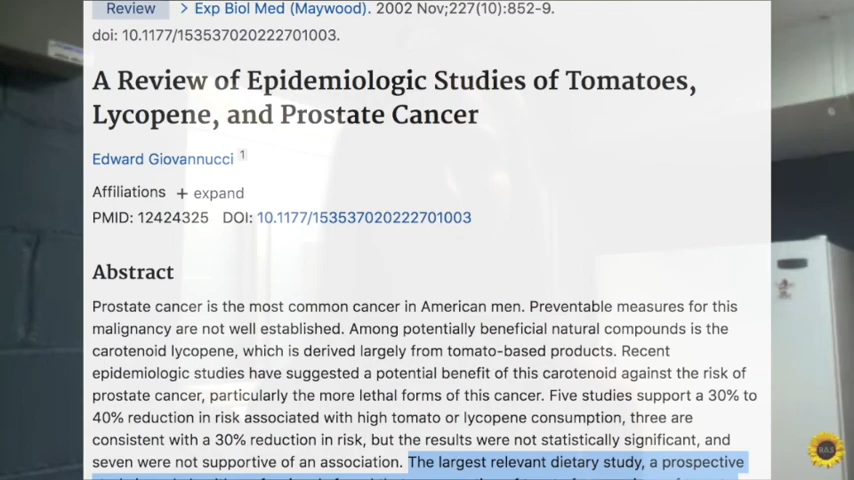 Review > Exp Biol Med (Maywood). 2002 Nov;227(10):852-9.
doi: 10.1177/153537020222701003.
A Review of Epidemiologic Studies of Tomatoes,
Lycopene, and Prostate Cancer
Edward Giovannucci 1
Affiliations + expand
PMID: 12424325 DOI: 10.1177/153537020222701003
Abstract
Prostate cancer is the most common cancer in American men. Preventable measures for this
malignancy are not well established. Among potentially beneficial natural compounds is the
carotenoid lycopene, which is derived largely from tomato-based products. Recent
epidemiologic studies have suggested a potential benefit of this carotenoid against the risk of
prostate cancer, particularly the more lethal forms of this cancer. Five studies support a 30% to
40% reduction in risk associated with high tomato or lycopene consumption, three are
consistent with a 30% reduction in risk, but the results were not statistically significant, and
seven were not supportive of an association. The largest relevant dietary study, a prospective